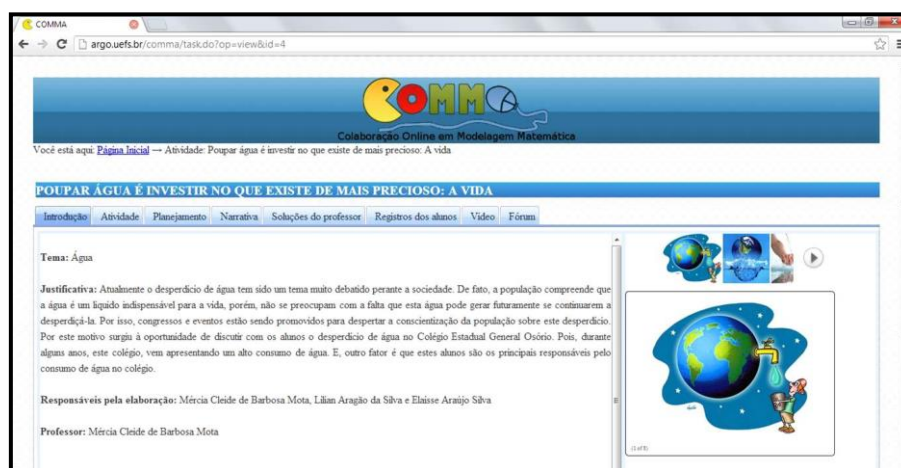 COMMA
argo.uefs.br/comma/task.do?op=view&id=4
COMMA
Colaboração Online em Modelagem Matemática
Você está aqui: Página Inicial → Atividade: Poupar água é investir no que existe de mais precioso: A vida
POUPAR ÁGUA É INVESTIR NO QUE EXISTE DE MAIS PRECIOSO: A VIDA
Introdução Atividade Planejamento Narrativa Soluções do professor Registros dos alunos Vídeo Fórum
Tema: Água
Justificativa: Atualmente o desperdício de água tem sido um tema muito debatido perante a sociedade. De fato, a população compreende que
a água é um líquido indispensável para a vida, porém, não se preocupam com a falta que esta água pode gerar futuramente se continuarem a
desperdiçá-la. Por isso, congressos e eventos estão sendo promovidos para despertar a conscientização da população sobre este desperdício.
Por este motivo surgiu à oportunidade de discutir com os alunos o desperdício de água no Colégio Estadual General Osório. Pois, durante
alguns anos, este colégio, vem apresentando um alto consumo de água. E, outro fator é que estes alunos são os principais responsáveis pelo
consumo de água no colégio.
Responsáveis pela elaboração: Mércia Cleide de Barbosa Mota, Lilian Aragão da Silva e Elaisse Araújo Silva
Professor: Mércia Cleide de Barbosa Mota